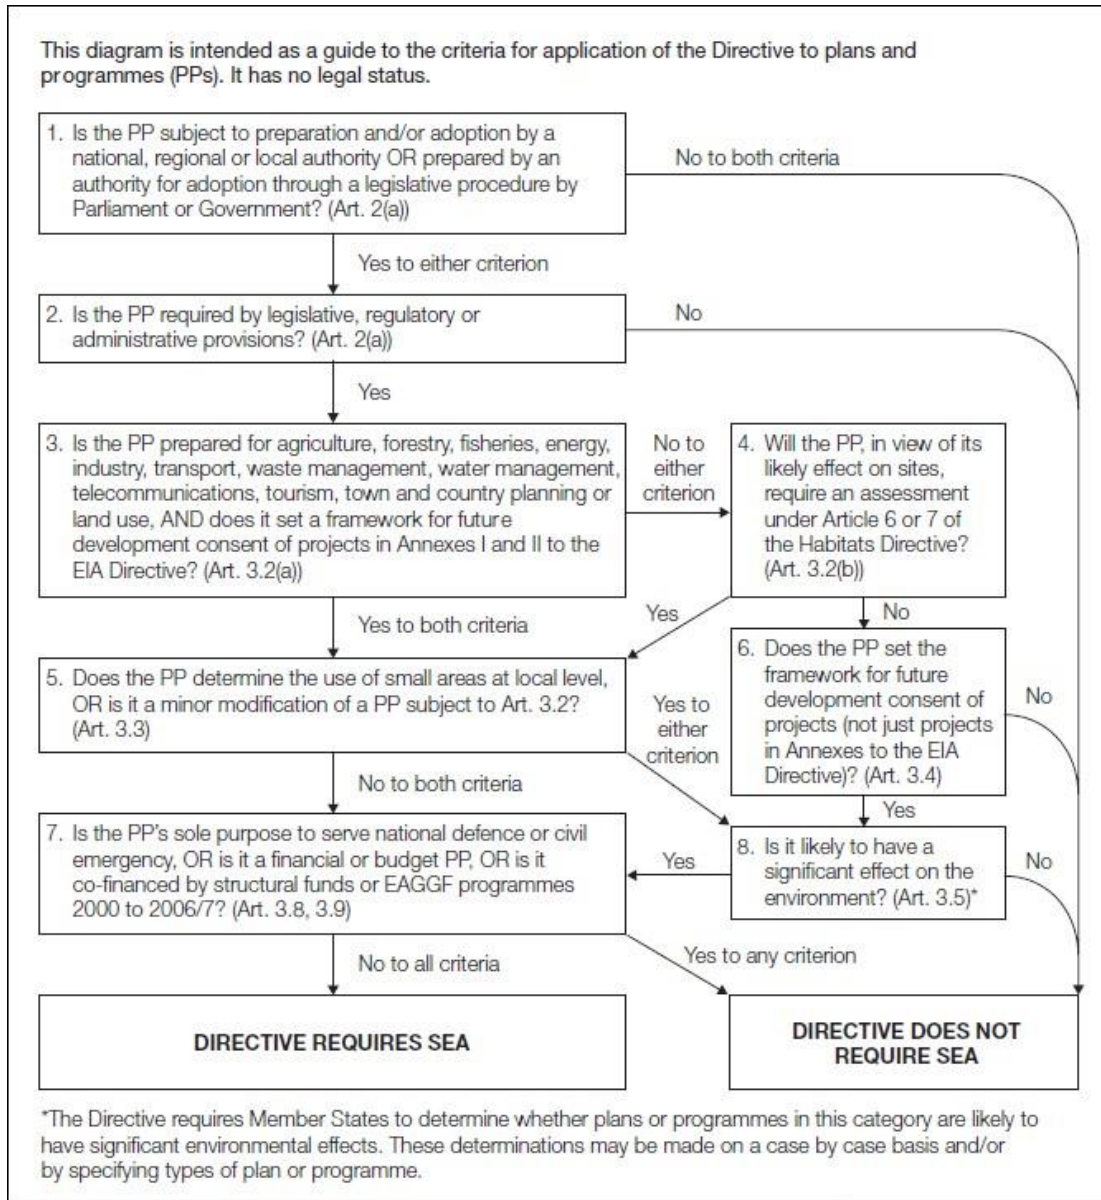 This diagram is intended as a guide to the criteria for application of the Directive to plans and
programmes (PPs). It has no legal status.
1. Is the PP subject to preparation and/or adoption by a
national, regional or local authority OR prepared by an
authority for adoption through a legislative procedure by
Parliament or Government? (Art. 2(a))
No to both criteria
Yes to either criterion
2. Is the PP required by legislative, regulatory or
administrative provisions? (Art. 2(a))
No
Yes
3. Is the PP prepared for agriculture, forestry, fisheries, energy,
industry, transport, waste management, water management,
telecommunications, tourism, town and country planning or
land use, AND does it set a framework for future
development consent of projects in Annexes I and II to the
EIA Directive? (Art. 3.2(a))
No to
either
criterion
4. Will the PP, in view of its
likely effect on sites,
require an assessment
under Article 6 or 7 of
the Habitats Directive?
(Art. 3.2(b))
Yes to both criteria
Yes
No
5. Does the PP determine the use of small areas at local level,
OR is it a minor modification of a PP subject to Art. 3.2?
(Art. 3.3)
Yes to
either
criterion
6. Does the PP set the
framework for future
development consent of
projects (not just projects
in Annexes to the EIA
Directive)? (Art. 3.4)
No
No to both criteria
Yes
7. Is the PP's sole purpose to serve national defence or civil
emergency, OR is it a financial or budget PP, OR is it
co-financed by structural funds or EAGGF programmes
2000 to 2006/7? (Art. 3.8, 3.9)
Yes
8. Is it likely to have a
significant effect on the
environment? (Art. 3.5)*
No
No to all criteria
Yes to any criterion
DIRECTIVE REQUIRES SEA
DIRECTIVE DOES NOT
REQUIRE SEA
*The Directive requires Member States to determine whether plans or programmes in this category are likely to
have significant environmental effects. These determinations may be made on a case by case basis and/or
by specifying types of plan or programme.